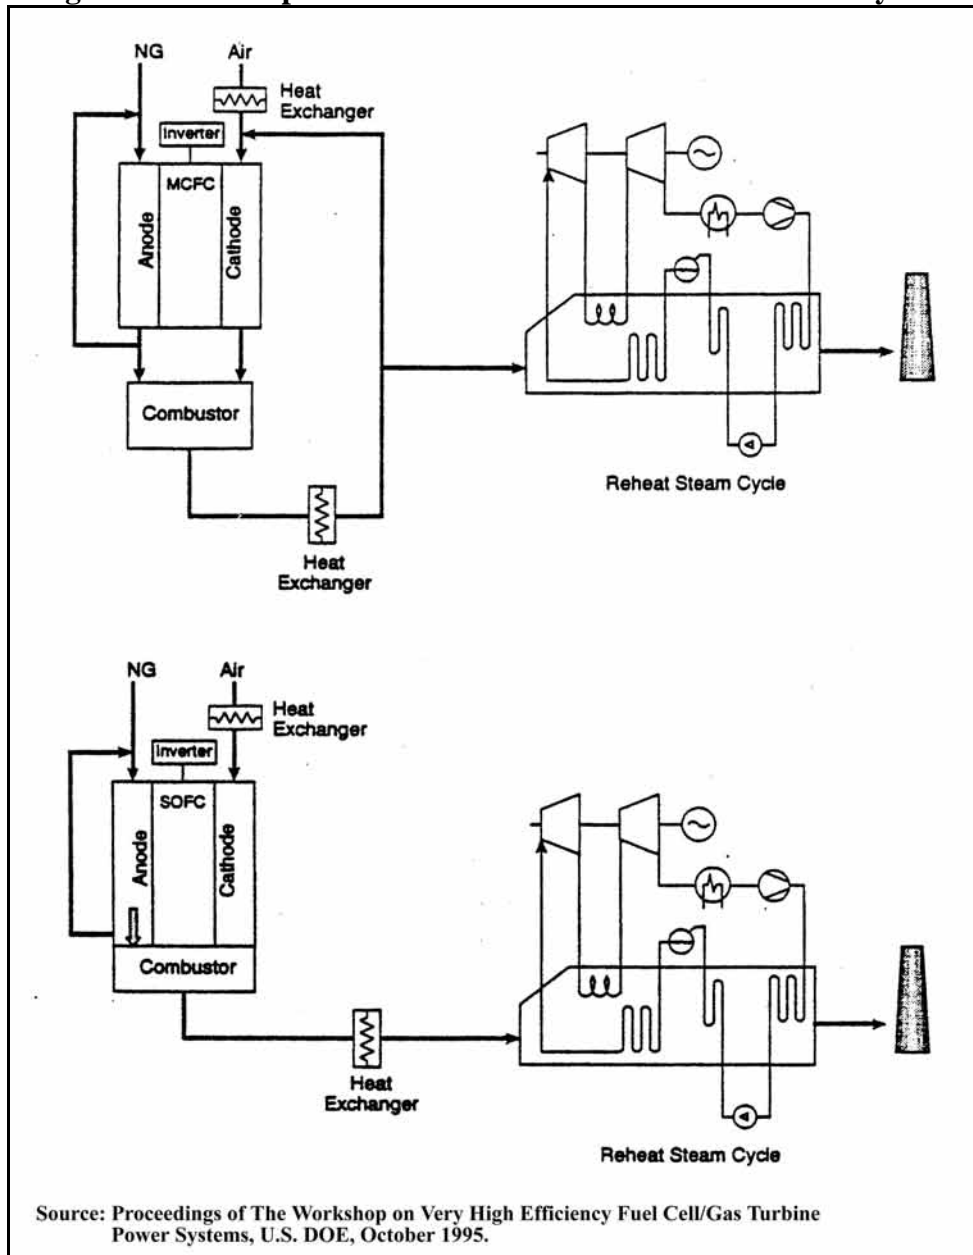 NG
Air
Heat
Exchanger
Inverter
MCFC
Anode
Cathode
Combustor
Heat
Exchanger
Reheat Steam Cycle
NG
Air
Heat
Exchanger
Inverter
SOFC
Anode
Cathode
Combustor
Heat
Exchanger
Reheat Steam Cycle
Source: Proceedings of The Workshop on Very High Efficiency Fuel Cell/Gas Turbine
Power Systems, U.S. DOE, October 1995.